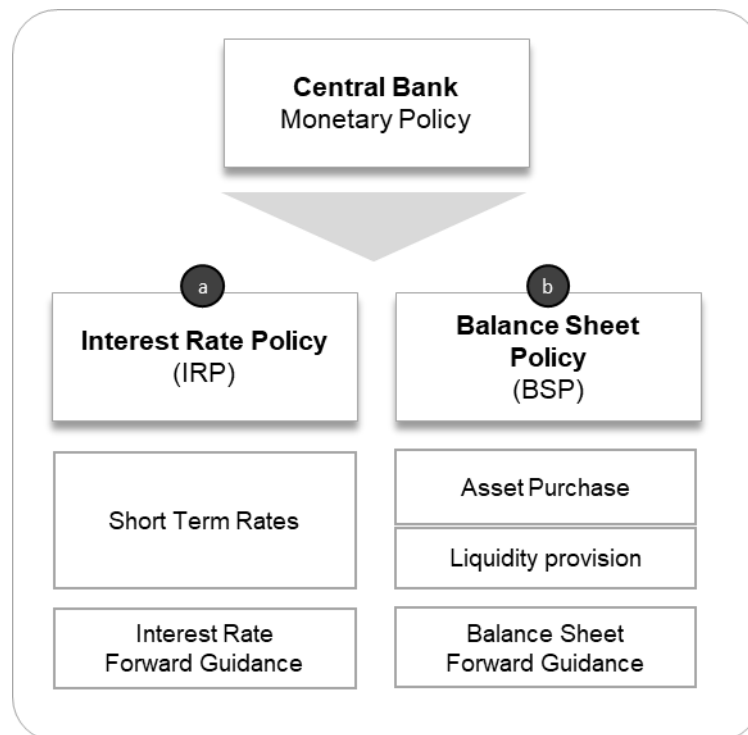 Central Bank
Monetary Policy
a
Interest Rate Policy
(IRP)
b
Balance Sheet
Policy
(BSP)
Short Term Rates
Asset Purchase
Liquidity provision
Interest Rate
Forward Guidance
Balance Sheet
Forward Guidance